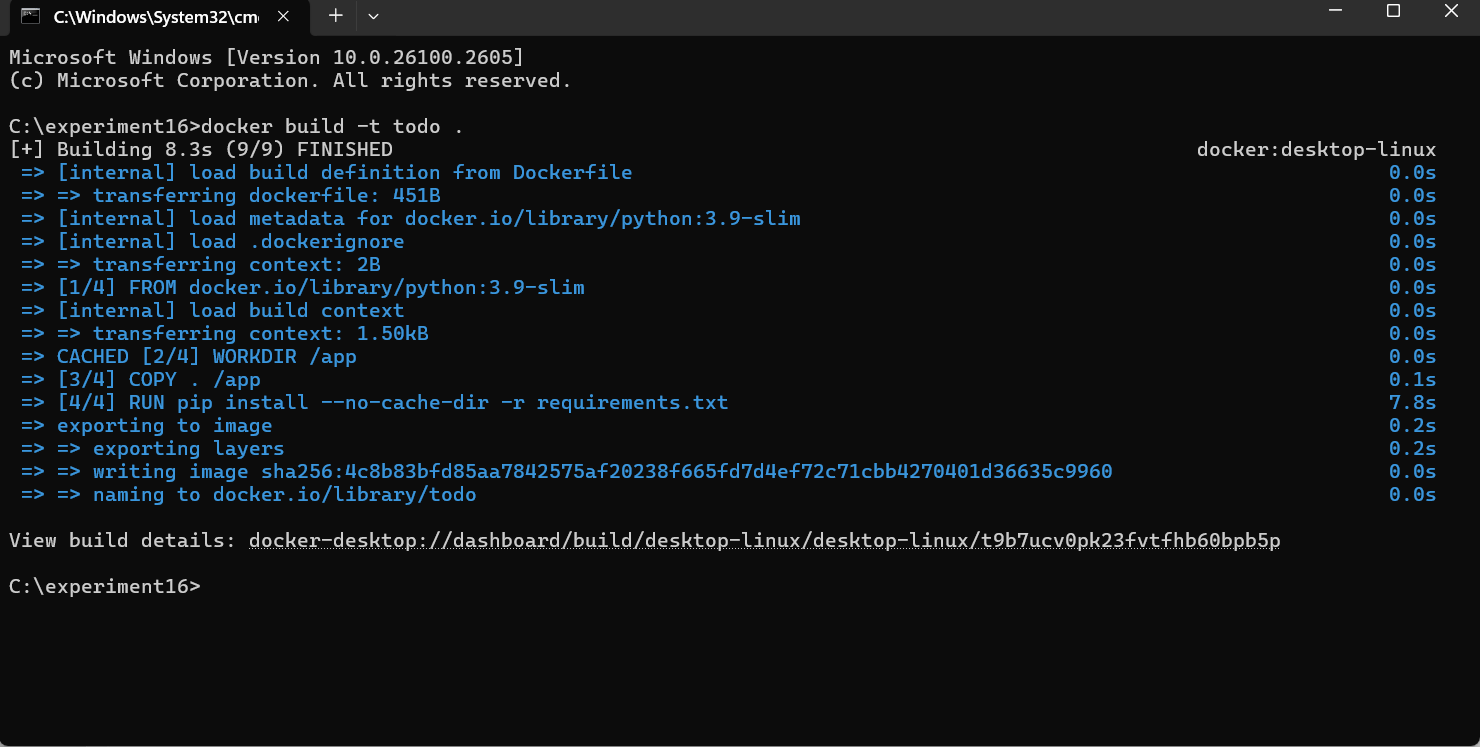 C:\Windows\System32\cm
Microsoft Windows [Version 10.0.26100.2605]
(c) Microsoft Corporation. All rights reserved.
C:\experiment16>docker build -t todo .
[+] Building 8.3s (9/9) FINISHED docker:desktop-linux
=> [internal] load build definition from Dockerfile 0.0s
=> => transferring dockerfile: 451B 0.0s
=> [internal] load metadata for docker.io/library/python:3.9-slim 0.0s
=> [internal] load .dockerignore 0.0s
=> => transferring context: 2B 0.0s
=> [1/4] FROM docker.io/library/python:3.9-slim 0.0s
=> [internal] load build context 0.0s
=> => transferring context: 1.50kB 0.0s
=> CACHED [2/4] WORKDIR /app 0.0s
=> [3/4] COPY . /app 0.1s
=> [4/4] RUN pip install --no-cache-dir -r requirements.txt 7.8s
=> exporting to image 0.2s
=> => exporting layers 0.2s
=> => writing image sha256:4c8b83bfd85aa7842575af20238f665fd7d4ef72c71cbb4270401d36635c9960 0.0s
=> => naming to docker.io/library/todo 0.0s
View build details: docker-desktop://dashboard/build/desktop-linux/desktop-linux/t9b7ucv0pk23fvtfhb60bpb5p
C:\experiment16>